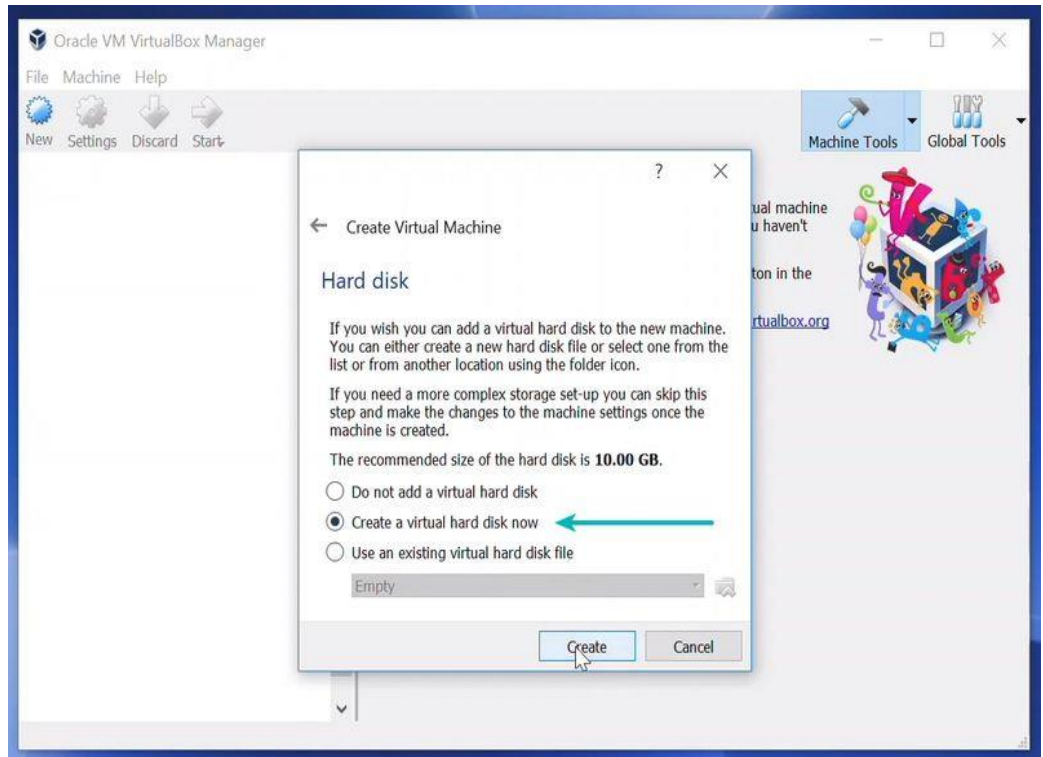 Oracle VM VirtualBox Manager
File Machine Help
New Settings Discard Start
Machine Tools Global Tools
ual machine
u haven't
ton in the
rtualbox.org
?
Create Virtual Machine
Hard disk
If you wish you can add a virtual hard disk to the new machine.
You can either create a new hard disk file or select one from the
list or from another location using the folder icon.
If you need a more complex storage set-up you can skip this
step and make the changes to the machine settings once the
machine is created.
The recommended size of the hard disk is 10.00 GB.
Do not add a virtual hard disk
Create a virtual hard disk now
Use an existing virtual hard disk file
Empty
Create Cancel